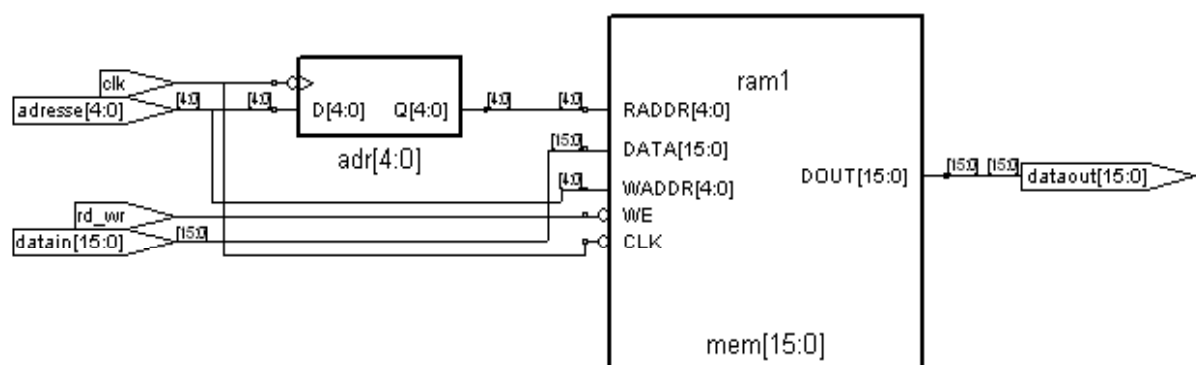 clk
adresse[4:0]
[4:0]
[4:0]
D[4:0]
Q[4:0]
adr[4:0]
[4:0]
[4:0]
ram1
RADDR[4:0]
[15:0]
DATA[15:0]
[4:0]
WADDR[4:0]
DOUT[15:0]
[15:0]
[15:0]
dataout[15:0]
rd_wr
WE
datain[15:0]
[15:0]
CLK
mem[15:0]